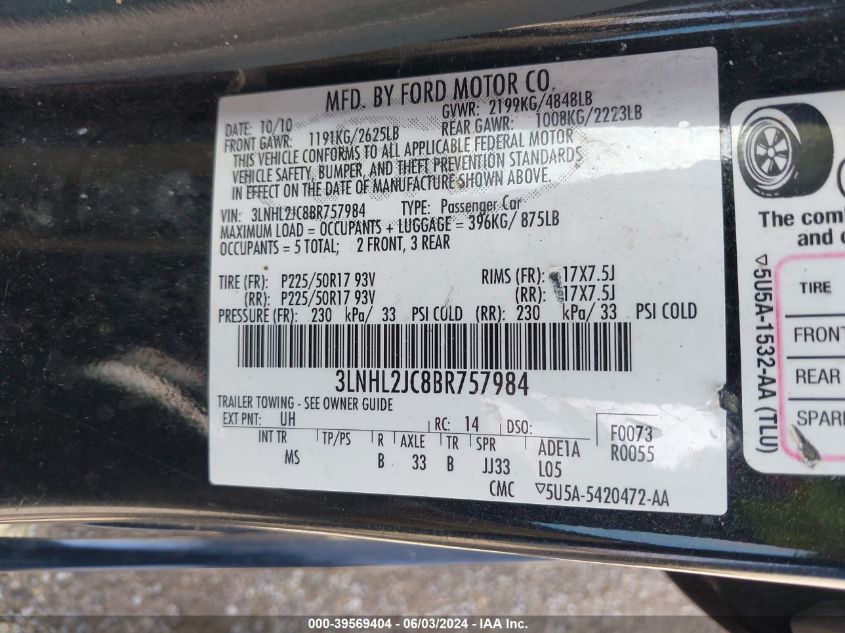 MFD. BY FORD MOTOR CO.
DATE: 10/10 GVWR: 2199KG/4848LB
FRONT GAWR: 1191KG/2625LB REAR GAWR: 1008KG/2223LB
THIS VEHICLE CONFORMS TO ALL APPLICABLE FEDERAL MOTOR
VEHICLE SAFETY, BUMPER, AND THEFT PREVENTION STANDARDS
IN EFFECT ON THE DATE OF MANUFACTURE SHOWN ABOVE.
VIN: 3LNHL2JC8BR757984 TYPE: Passenger Car
MAXIMUM LOAD = OCCUPANTS + LUGGAGE = 396KG/ 875LB
OCCUPANTS = 5 TOTAL; 2 FRONT, 3 REAR
TIRE (FR): P225/50R17 93V RIMS (FR): 17X7.5J
(RR): P225/50R17 93V (RR): 17X7.5J
PRESSURE (FR): 230 kPa/ 33 PSI COLD (RR): 230 kPa/ 33 PSI COLD
3LNHL2JC8BR757984
TRAILER TOWING - SEE OWNER GUIDE
EXT PNT: UH RC: 14 DSO: F0073
R0055
INT TR TP/PS R AXLE TR SPR ADE1A
MS B 33 B JJ33 L05
CMC ▽5U5A-5420472-AA
The com
and
▽5U5A-1532-AA (TLU)
TIRE
FRONT
REAR
SPAR
000-39569404 / 06/03/2024 - IAA Inc.